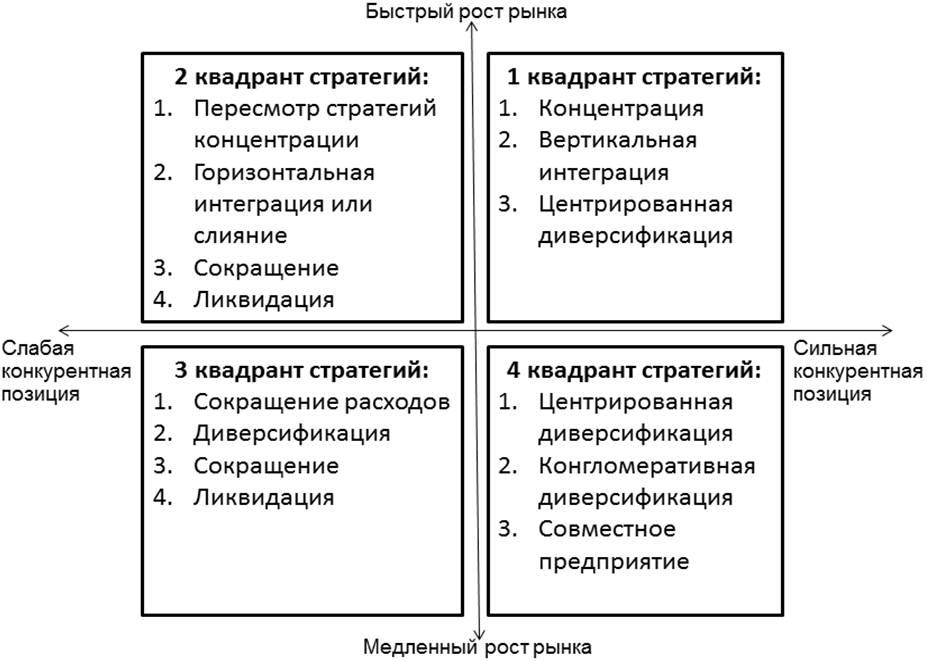 Быстрый рост рынка
2 квадрант стратегий:
1. Пересмотр стратегий
концентрации
2. Горизонтальная
интеграция или
слияние
3. Сокращение
4. Ликвидация
1 квадрант стратегий:
1. Концентрация
2. Вертикальная
интеграция
3. Центрированная
диверсификация
Слабая
конкурентная
позиция
Сильная
конкурентная
позиция
3 квадрант стратегий:
1. Сокращение расходов
2. Диверсификация
3. Сокращение
4. Ликвидация
4 квадрант стратегий:
1. Центрированная
диверсификация
2. Конгломеративная
диверсификация
3. Совместное
предприятие
Медленный рост рынка